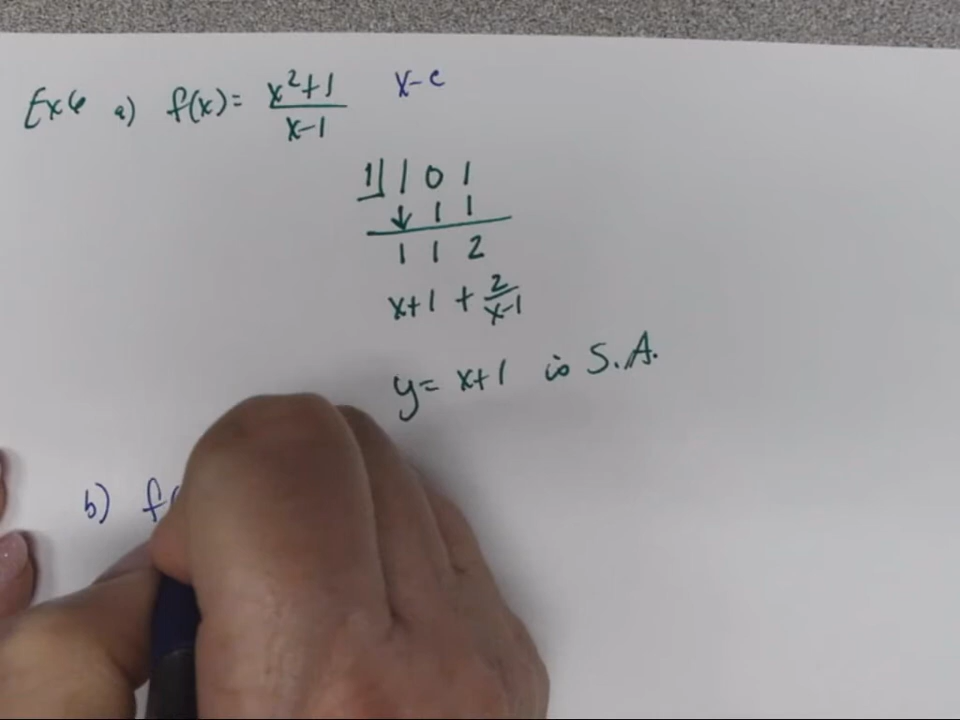 Ex 6 a) f(x) = x²+1 / x-1 x-c
1| 1 0 1
↓ 1 1
1 1 2
x+1 + 2/x-1
y = x+1 is S.A.
b) f(